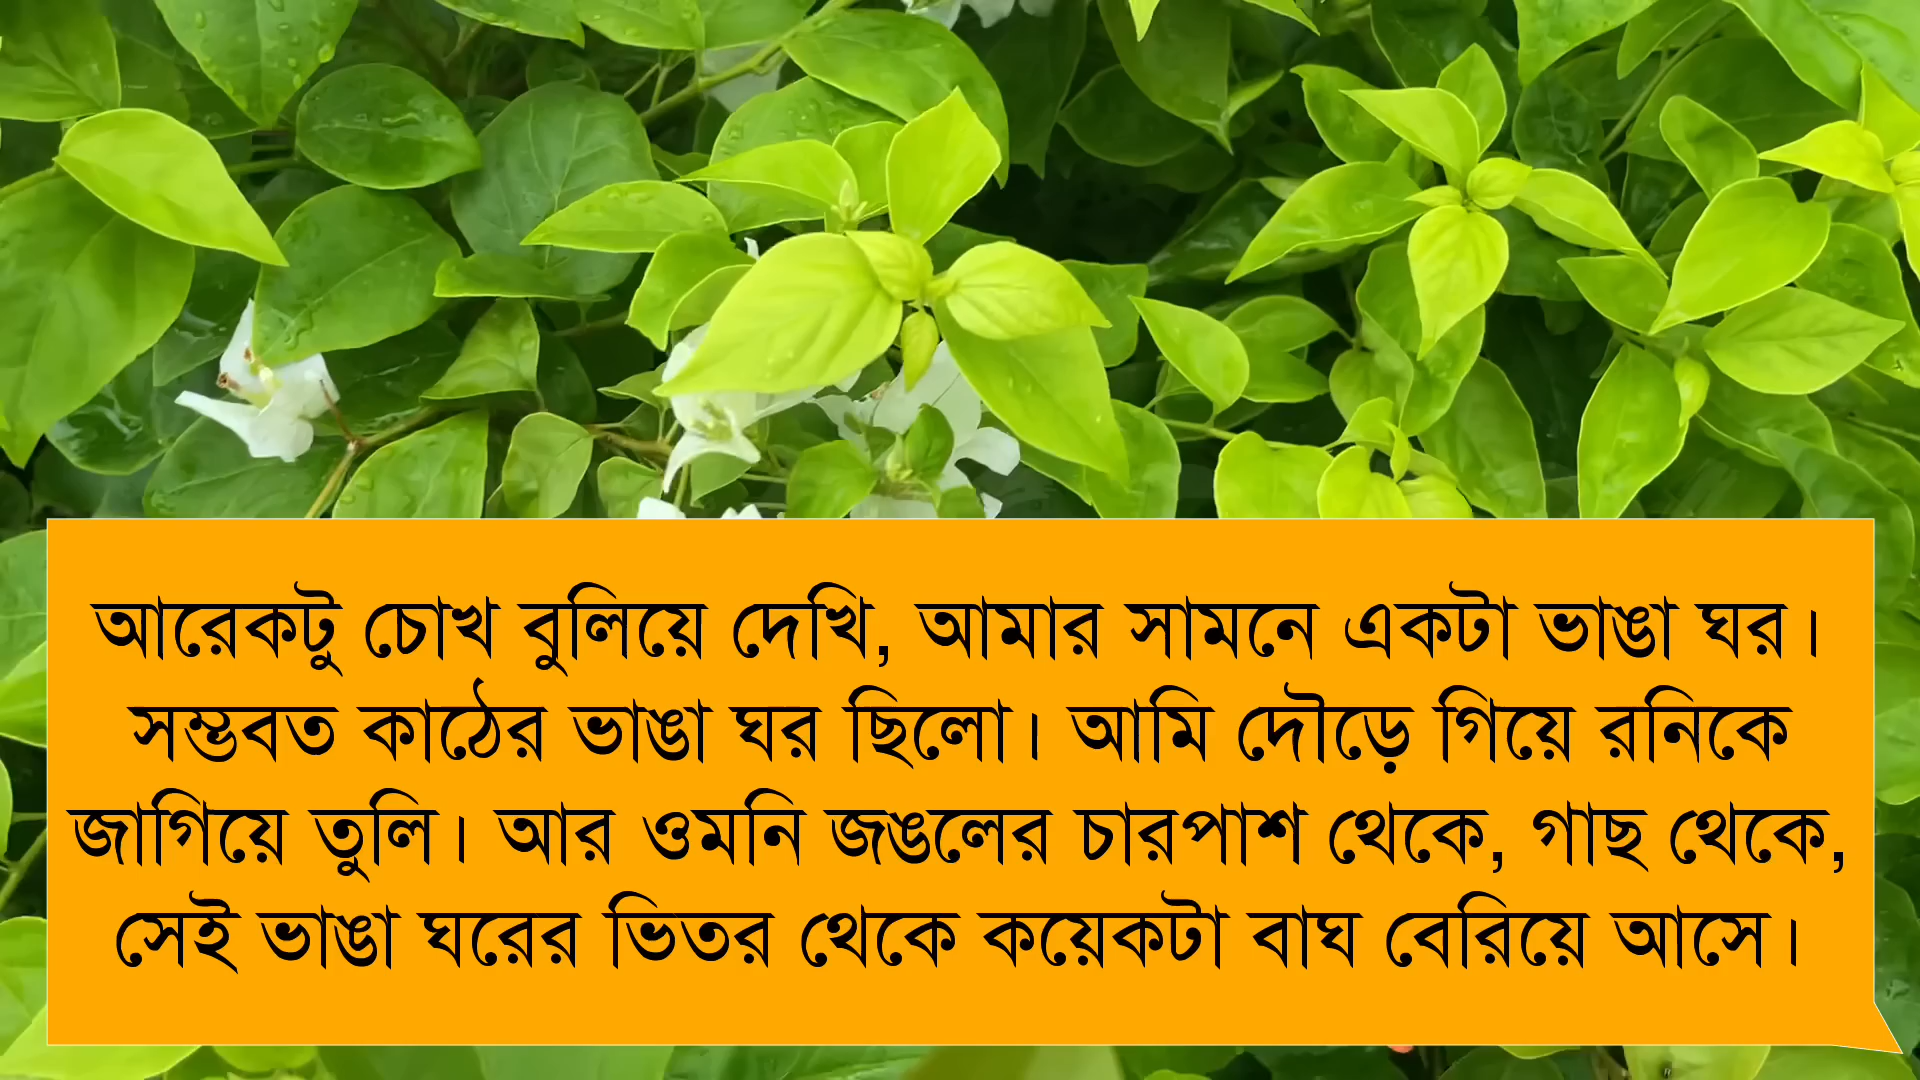 আরেকটু চোখ বুলিয়ে দেখি, আমার সামনে একটা ভাঙা ঘর।
সম্ভবত কাঠের ভাঙা ঘর ছিলো। আমি দৌড়ে গিয়ে রনিকে
জাগিয়ে তুলি। আর ওমনি জঙলের চারপাশ থেকে, গাছ থেকে,
সেই ভাঙা ঘরের ভিতর থেকে কয়েকটা বাঘ বেরিয়ে আসে।